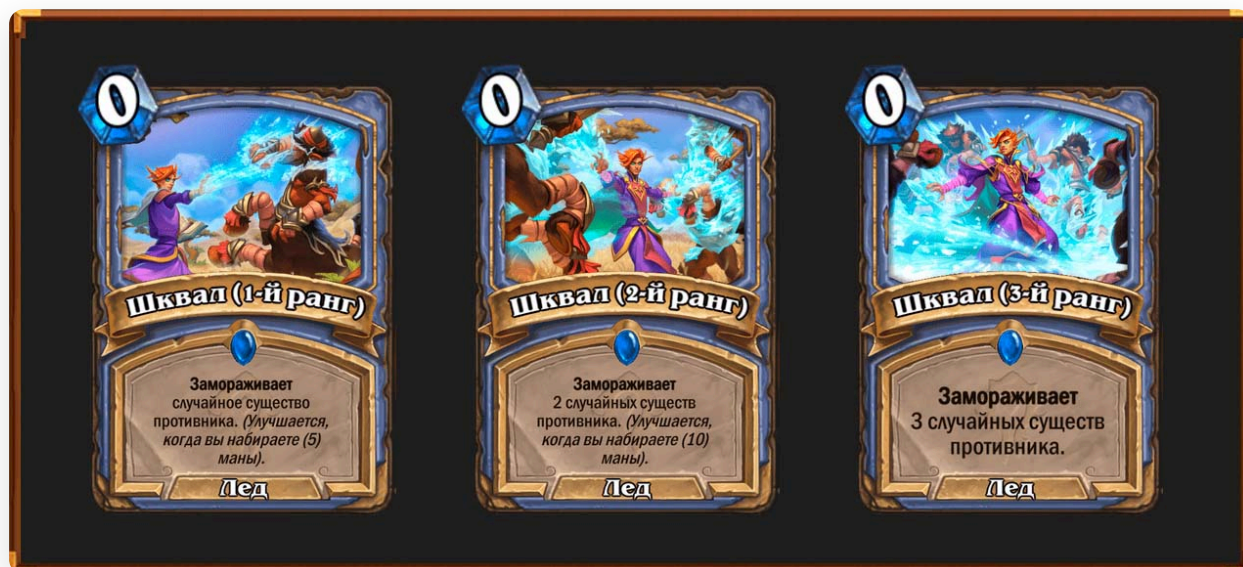 0
Шквал (1-й ранг)
Замораживает
случайное существо
противника. (Улучшается,
когда вы набираете (5)
маны).
Лед
0
Шквал (2-й ранг)
Замораживает
2 случайных существ
противника. (Улучшается,
когда вы набираете (10)
маны).
Лед
0
Шквал (3-й ранг)
Замораживает
3 случайных существ
противника.
Лед